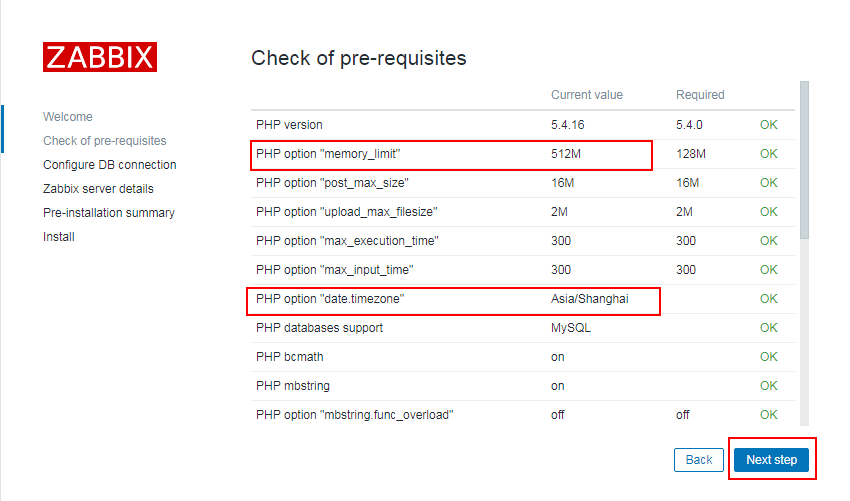 ZABBIX
Check of pre-requisites
Welcome
Check of pre-requisites
Configure DB connection
Zabbix server details
Pre-installation summary
Install
Current value Required
PHP version 5.4.16 5.4.0 OK
PHP option "memory_limit" 512M 128M OK
PHP option "post_max_size" 16M 16M OK
PHP option "upload_max_filesize" 2M 2M OK
PHP option "max_execution_time" 300 300 OK
PHP option "max_input_time" 300 300 OK
PHP option "date.timezone" Asia/Shanghai OK
PHP databases support MySQL OK
PHP bcmath on OK
PHP mbstring on OK
PHP option "mbstring.func_overload" off off OK
Back Next step